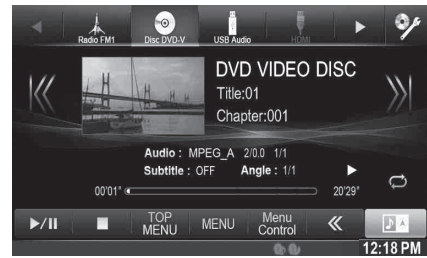 Radio FM1 Disc DVD-V USB Audio HDMI
DVD VIDEO DISC
Title:01
Chapter:001
Audio : MPEG_A 2/0.0 1/1
Subtitle : OFF Angle : 1/1
00'01" 20'29"
TOP MENU MENU Menu Control
12:18 PM